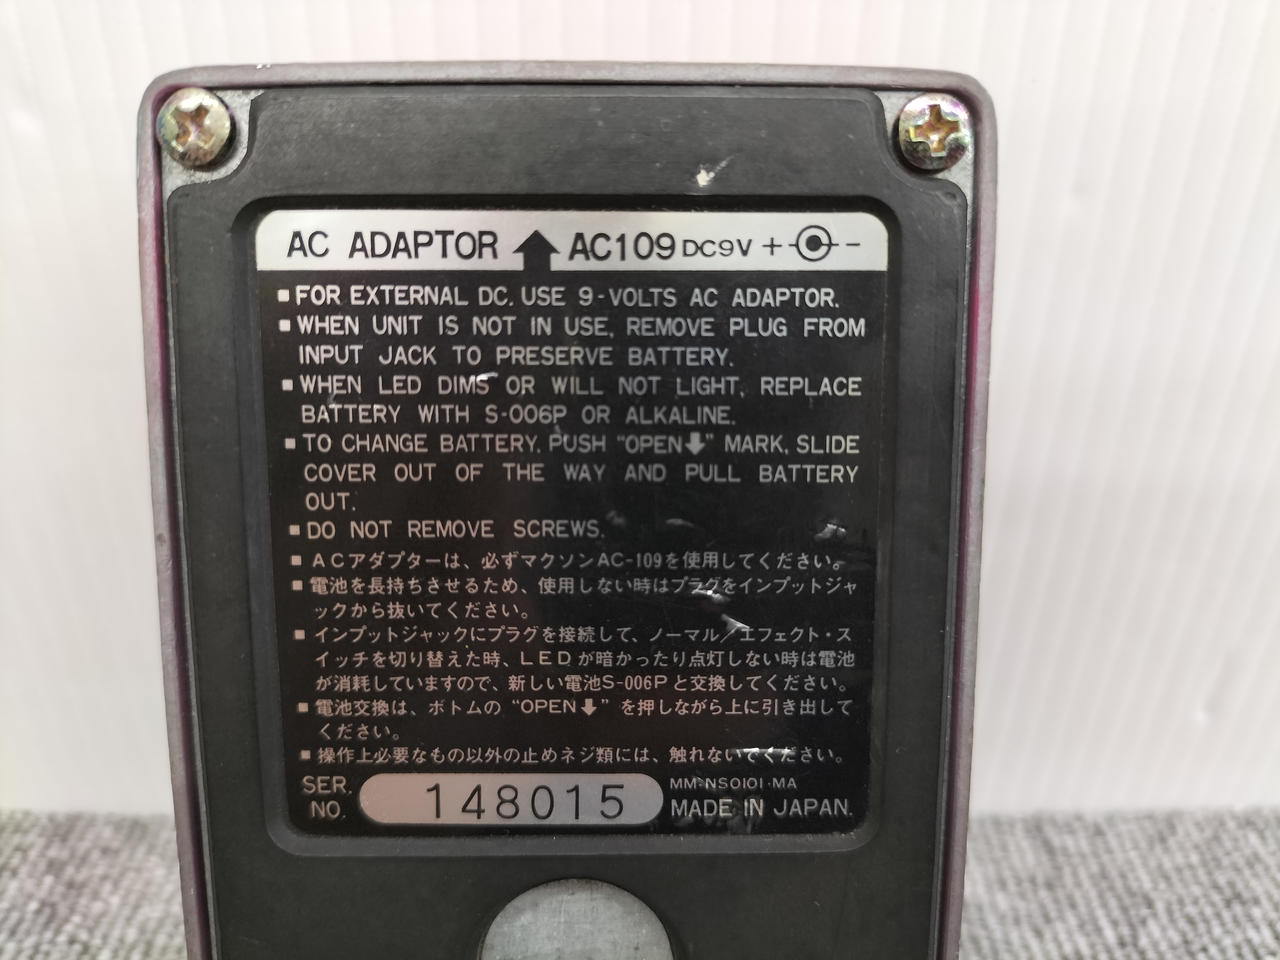 AC ADAPTOR AC109 DC9V + -
■FOR EXTERNAL DC, USE 9-VOLTS AC ADAPTOR.
■WHEN UNIT IS NOT IN USE, REMOVE PLUG FROM
INPUT JACK TO PRESERVE BATTERY.
■WHEN LED DIMS OR WILL NOT LIGHT, REPLACE
BATTERY WITH S-006P OR ALKALINE.
■TO CHANGE BATTERY, PUSH “OPEN⬇” MARK, SLIDE
COVER OUT OF THE WAY AND PULL BATTERY
OUT.
■DO NOT REMOVE SCREWS.
■ACアダプターは、必ずマクソンAC-109を使用してください。
■電池を長持ちさせるため、使用しない時はプラグをインプットジャ
ックから抜いてください。
■インプットジャックにプラグを接続して、ノーマル/エフェクト・ス
イッチを切り替えた時、LEDが暗かったり点灯しない時は電池
が消耗していますので、新しい電池S-006Pと交換してください。
■電池交換は、ボトムの“OPEN⬇”を押しながら上に引き出して
ください。
■操作上必要なもの以外の止めネジ類には、触れないでください。
SER. NO. 148015
MM-NS0101-MA
MADE IN JAPAN.